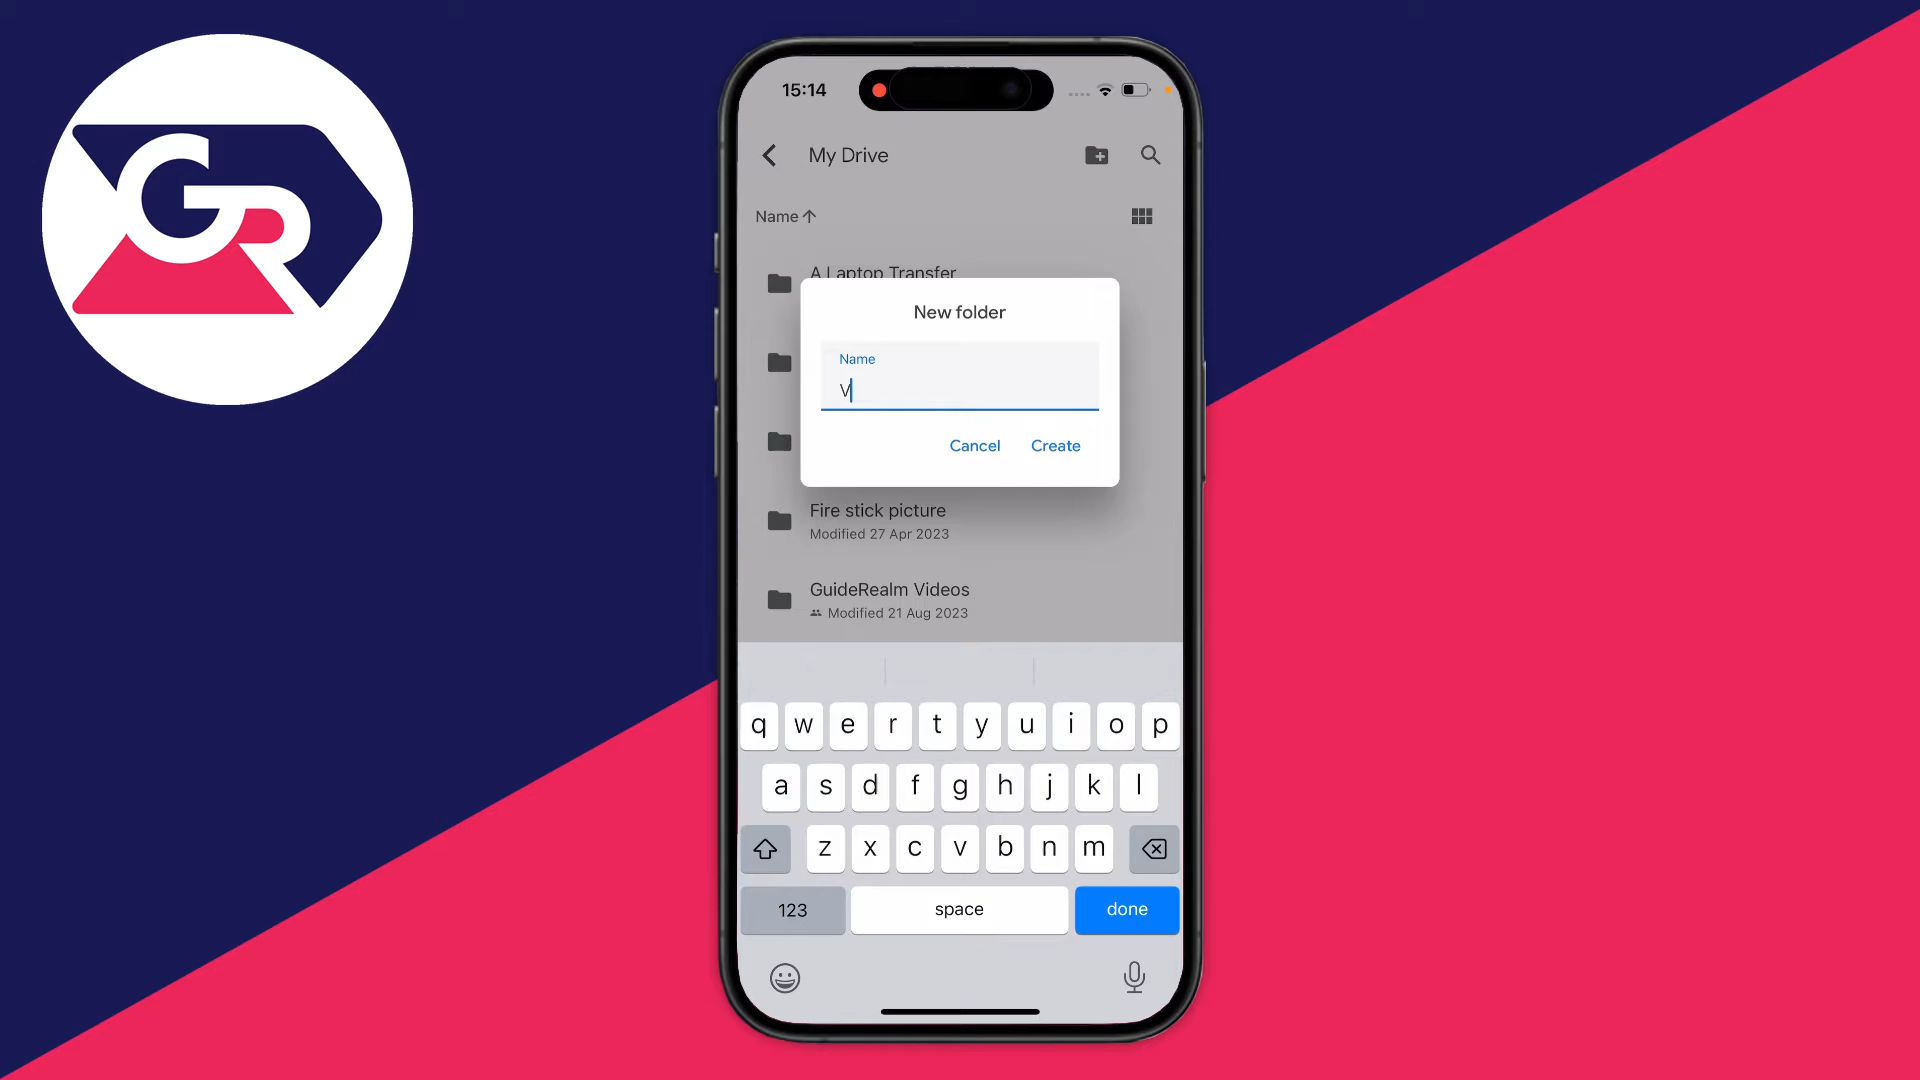 GR
15:14
My Drive
Name
A Laptop Transfer
New folder
Name
V
Cancel Create
Fire stick picture
Modified 27 Apr 2023
GuideRealm Videos
Modified 21 Aug 2023
q w e r t y u i o p
a s d f g h j k l
z x c v b n m
123 space done